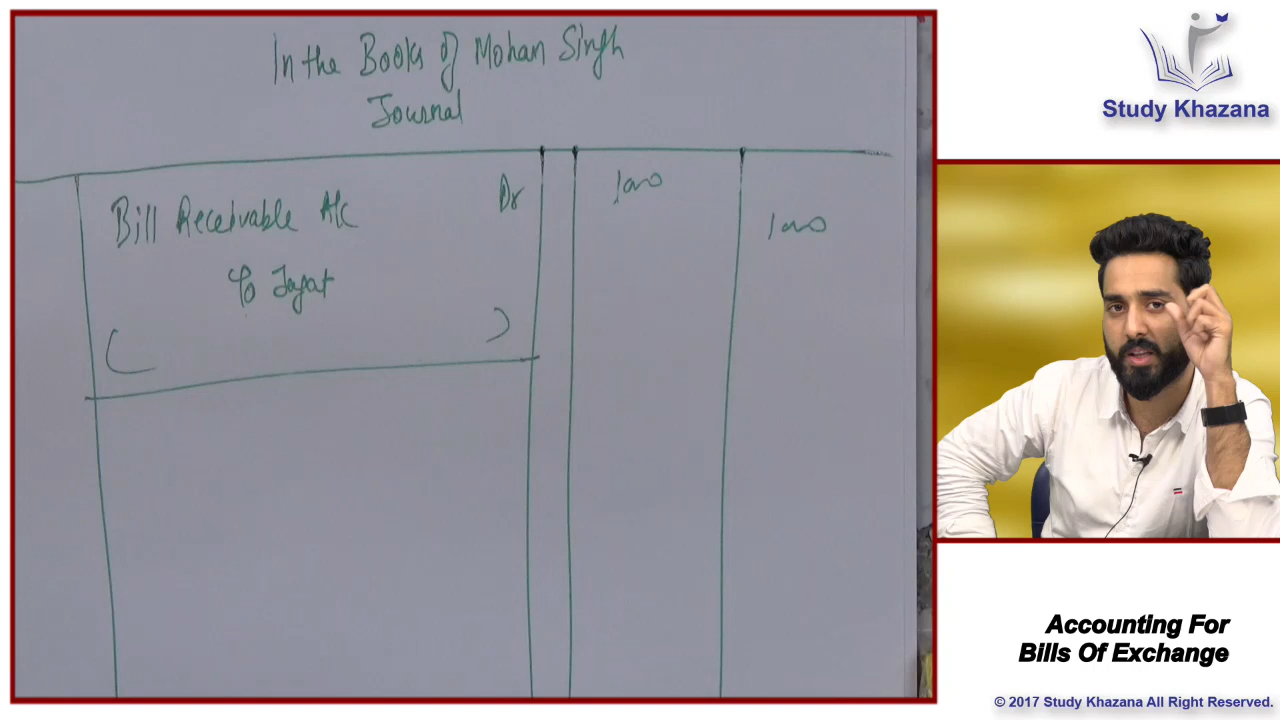 In the Books of Mohan Singh
Journal
Bill Receivable A/c Dr 1000
To Jagat 1000
( )
Study Khazana
Accounting For
Bills Of Exchange
© 2017 Study Khazana All Right Reserved.